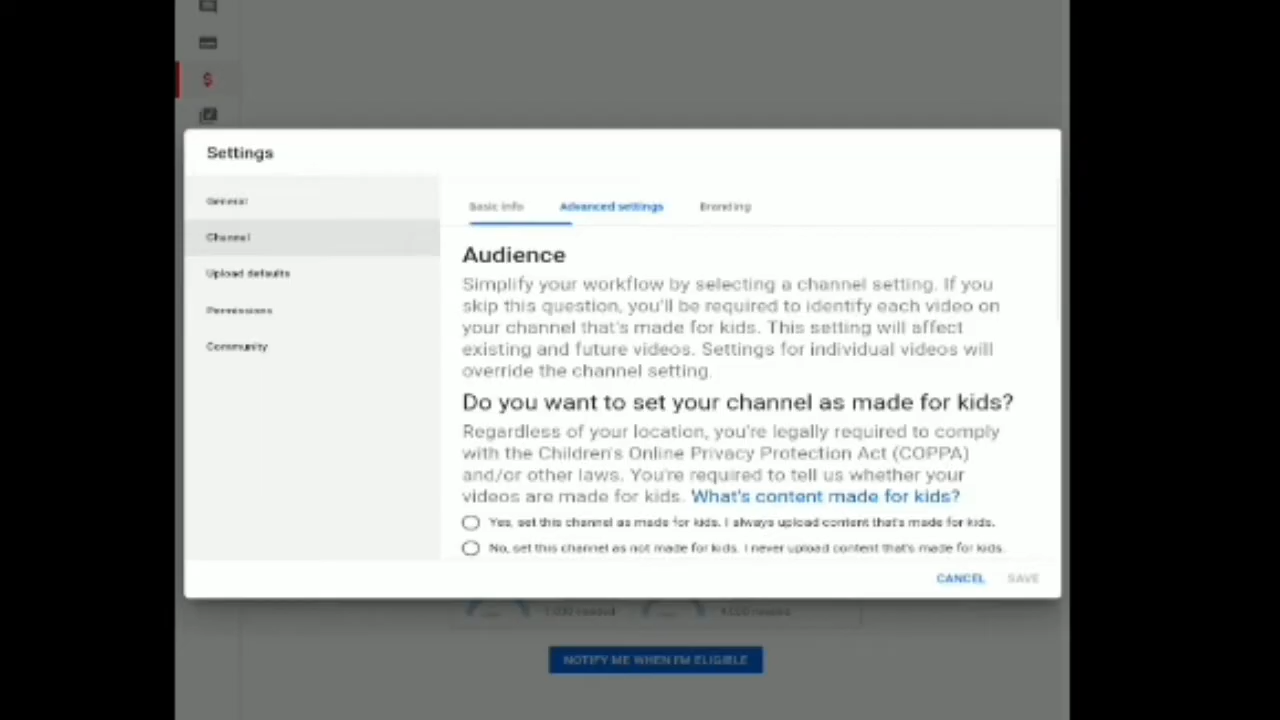 Settings
General
Channel
Upload defaults
Permissions
Community
Basic info Advanced settings Branding
Audience
Simplify your workflow by selecting a channel setting. If you
skip this question, you'll be required to identify each video on
your channel that's made for kids. This setting will affect
existing and future videos. Settings for individual videos will
override the channel setting.
Do you want to set your channel as made for kids?
Regardless of your location, you're legally required to comply
with the Children's Online Privacy Protection Act (COPPA)
and/or other laws. You're required to tell us whether your
videos are made for kids. What's content made for kids?
Yes, set this channel as made for kids. I always upload content that's made for kids.
No, set this channel as not made for kids. I never upload content that's made for kids.
CANCEL SAVE
NOTIFY ME WHEN I'M ELIGIBLE